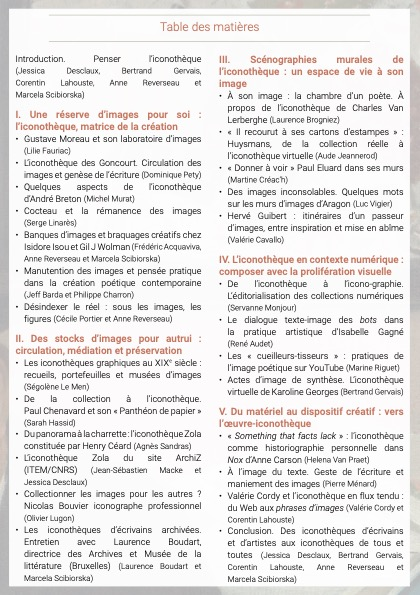 Table des matières
Introduction. Penser l'iconothèque
(Jessica Desclaux, Bertrand Gervais,
Corentin Lahouste, Anne Reverseau et
Marcela Scibiorska)
I. Une réserve d'images pour soi :
l'iconothèque, matrice de la création
• Gustave Moreau et son laboratoire d'images
(Lilie Fauriac)
• L'iconothèque des Goncourt. Circulation des
images et genèse de l'écriture (Dominique Pety)
• Quelques aspects de l'iconothèque
d'André Breton (Michel Murat)
• Cocteau et la rémanence des images
(Serge Linarès)
• Banques d'images et braquages créatifs chez
Isidore Isou et Gil J Wolman (Frédéric Acquaviva,
Anne Reverseau et Marcela Scibiorska)
• Manutention des images et pensée pratique
dans la création poétique contemporaine
(Jeff Barda et Philippe Charron)
• Désindexer le réel : sous les images, les
figures (Cécile Portier et Anne Reverseau)
II. Des stocks d'images pour autrui :
circulation, médiation et préservation
• Les iconothèques graphiques au XIXe siècle :
recueils, portefeuilles et musées d'images
(Ségolène Le Men)
• De la collection à l'iconothèque.
Paul Chenavard et son « Panthéon de papier »
(Sarah Hassid)
• Du panorama à la charrette : l'iconothèque Zola
constituée par Henry Céard (Agnès Sandras)
• L'iconothèque Zola du site ArchiZ
(ITEM/CNRS) (Jean-Sébastien Macke et
Jessica Desclaux)
• Collectionner les images pour les autres ?
Nicolas Bouvier iconographe professionnel
(Olivier Lugon)
• Les iconothèques d'écrivains archivées.
Entretien avec Laurence Boudart,
directrice des Archives et Musée de la
littérature (Bruxelles) (Laurence Boudart et
Marcela Scibiorska)
III. Scénographies murales de
l'iconothèque : un espace de vie à son
image
• À son image : la chambre d'un poète. À
propos de l'iconothèque de Charles Van
Lerberghe (Laurence Brogniez)
• « Il recourut à ses cartons d'estampes » :
Huysmans, de la collection réelle à
l'iconothèque virtuelle (Aude Jeannerod)
• « Donner à voir » Paul Eluard dans ses murs
(Martine Créac'h)
• Des images inconsolables. Quelques mots
sur les murs d'images d'Aragon (Luc Vigier)
• Hervé Guibert : itinéraires d'un passeur
d'images, entre inspiration et mise en abîme
(Valérie Cavallo)
IV. L'iconothèque en contexte numérique :
composer avec la prolifération visuelle
• De l'iconothèque à l'icono-graphie.
L'éditorialisation des collections numériques
(Servanne Monjour)
• Le dialogue texte-image des bots dans
la pratique artistique d'Isabelle Gagné
(René Audet)
• Les « cueilleurs-tisseurs » : pratiques de
l'image poétique sur YouTube (Marine Riguet)
• Actes d'image de synthèse. L'iconothèque
virtuelle de Karoline Georges (Bertrand Gervais)
V. Du matériel au dispositif créatif : vers
l'œuvre-iconothèque
• « Something that facts lack » : l'iconothèque
comme historiographie personnelle dans
Nox d'Anne Carson (Helena Van Praet)
• À l'image du texte. Geste de l'écriture et
maniement des images (Pierre Ménard)
• Valérie Cordy et l'iconothèque en flux tendu :
du Web aux phrases d'images (Valérie Cordy et
Corentin Lahouste)
• Conclusion. Des iconothèques d'écrivains
et d'artistes aux iconothèques de tous et
toutes (Jessica Desclaux, Bertrand Gervais,
Corentin Lahouste, Anne Reverseau et
Marcela Scibiorska)